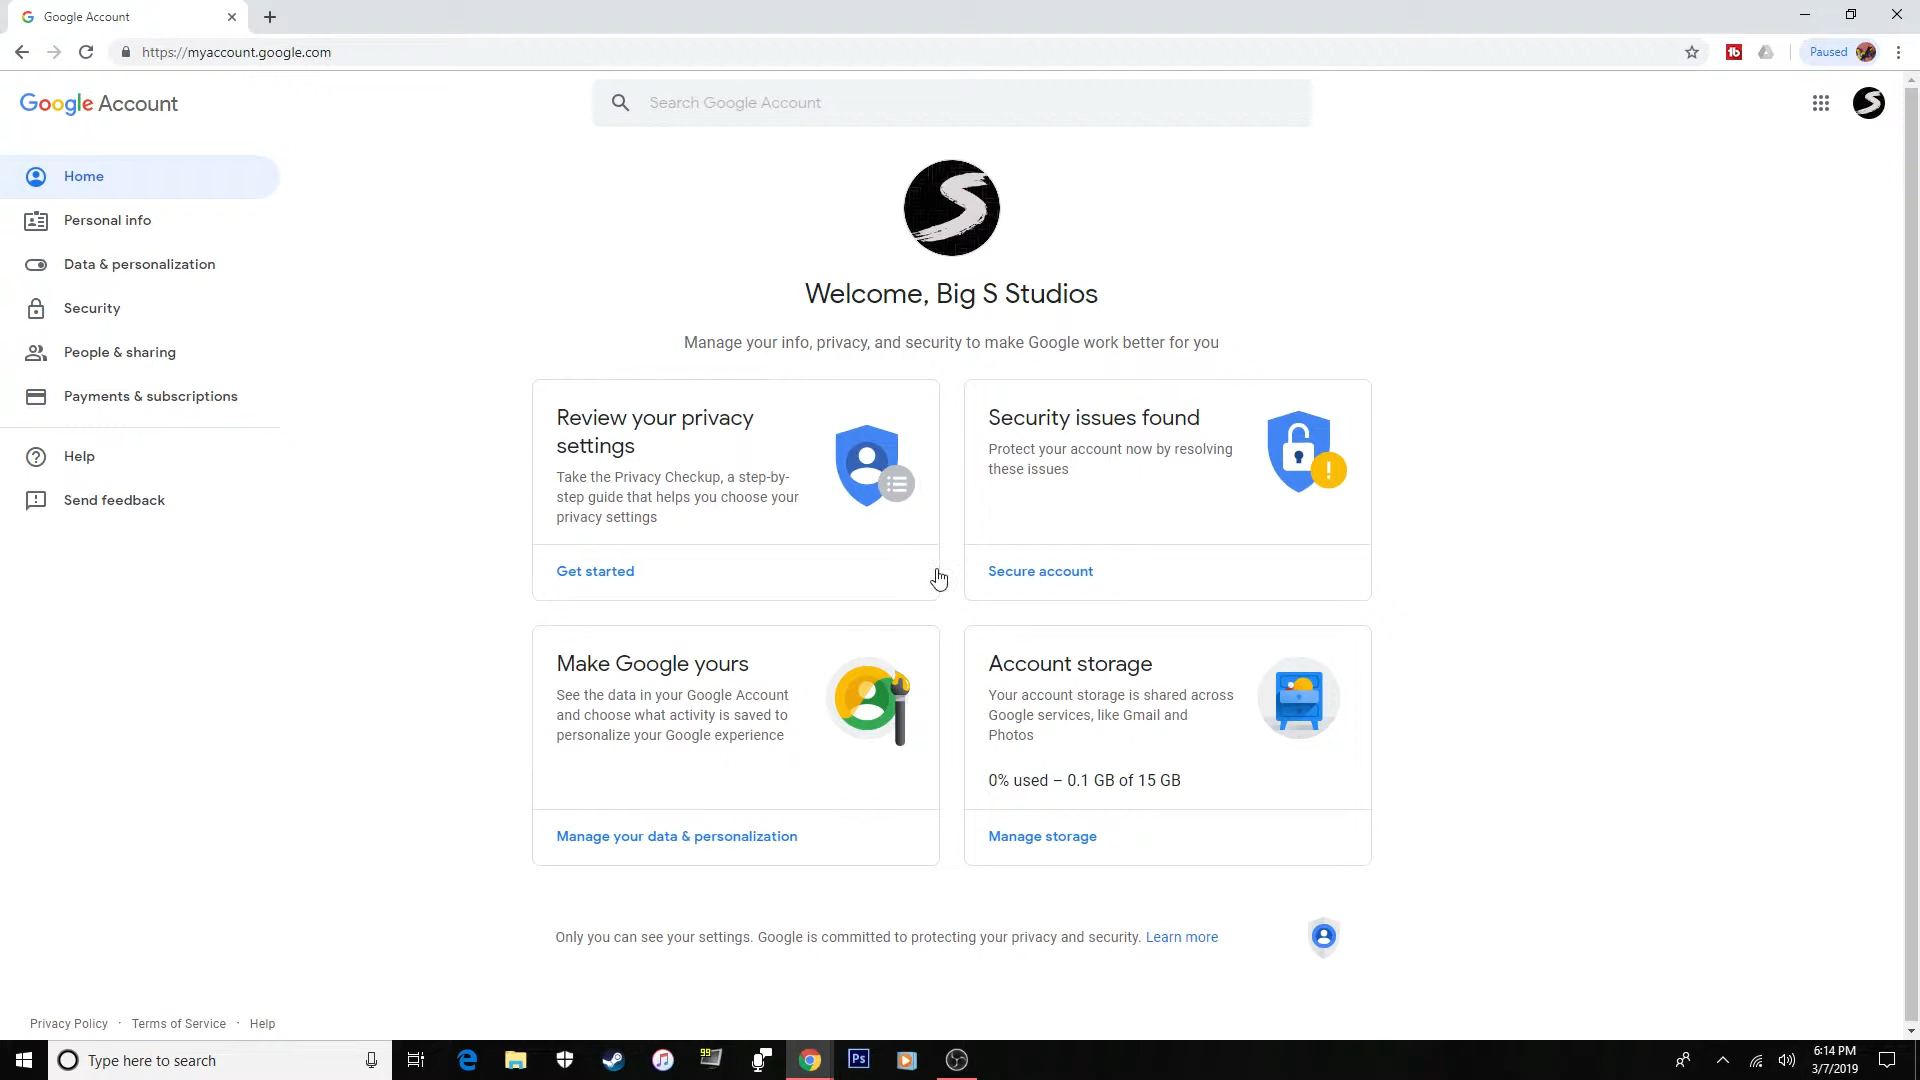 Google Account
https://myaccount.google.com
Paused
Google Account
Search Google Account
Home
Personal info
Data & personalization
Security
People & sharing
Payments & subscriptions
Help
Send feedback
Welcome, Big S Studios
Manage your info, privacy, and security to make Google work better for you
Review your privacy
settings
Take the Privacy Checkup, a step-by-
step guide that helps you choose your
privacy settings
Get started
Security issues found
Protect your account now by resolving
these issues
Secure account
Make Google yours
See the data in your Google Account
and choose what activity is saved to
personalize your Google experience
Manage your data & personalization
Account storage
Your account storage is shared across
Google services, like Gmail and
Photos
0% used – 0.1 GB of 15 GB
Manage storage
Only you can see your settings. Google is committed to protecting your privacy and security. Learn more
Privacy Policy · Terms of Service · Help
Type here to search
99
Ps
6:14 PM
3/7/2019